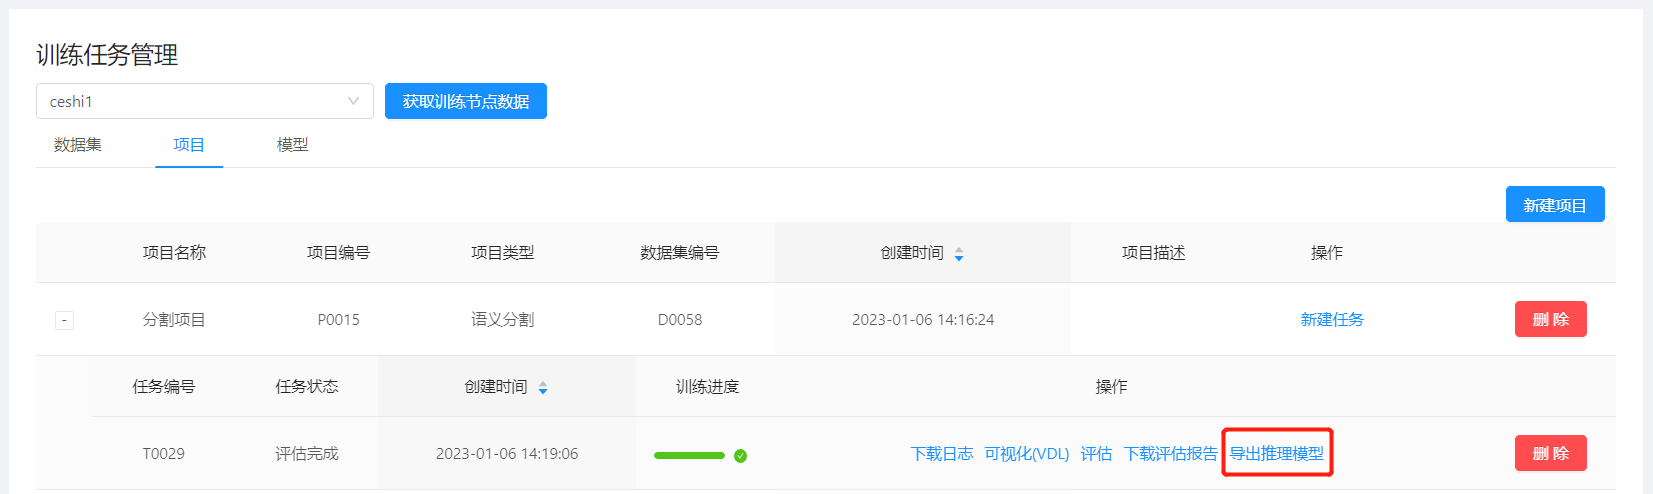 训练任务管理
ceshi1 获取训练节点数据
数据集 项目 模型
新建项目
项目名称 项目编号 项目类型 数据集编号 创建时间 项目描述 操作
- 分割项目 P0015 语义分割 D0058 2023-01-06 14:16:24 新建任务 删 除
任务编号 任务状态 创建时间 训练进度 操作
T0029 评估完成 2023-01-06 14:19:06 下载日志 可视化(VDL) 评估 下载评估报告 导出推理模型 删 除